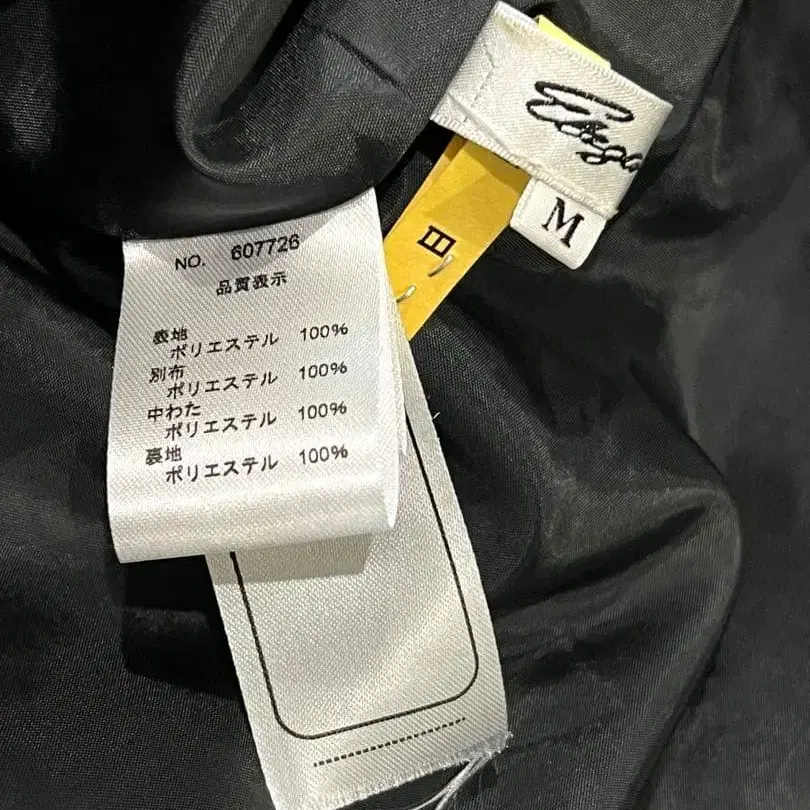 M
NO. 607726
品質表示
表地
ポリエステル 100%
別布
ポリエステル 100%
中わた
ポリエステル 100%
裏地
ポリエステル 100%